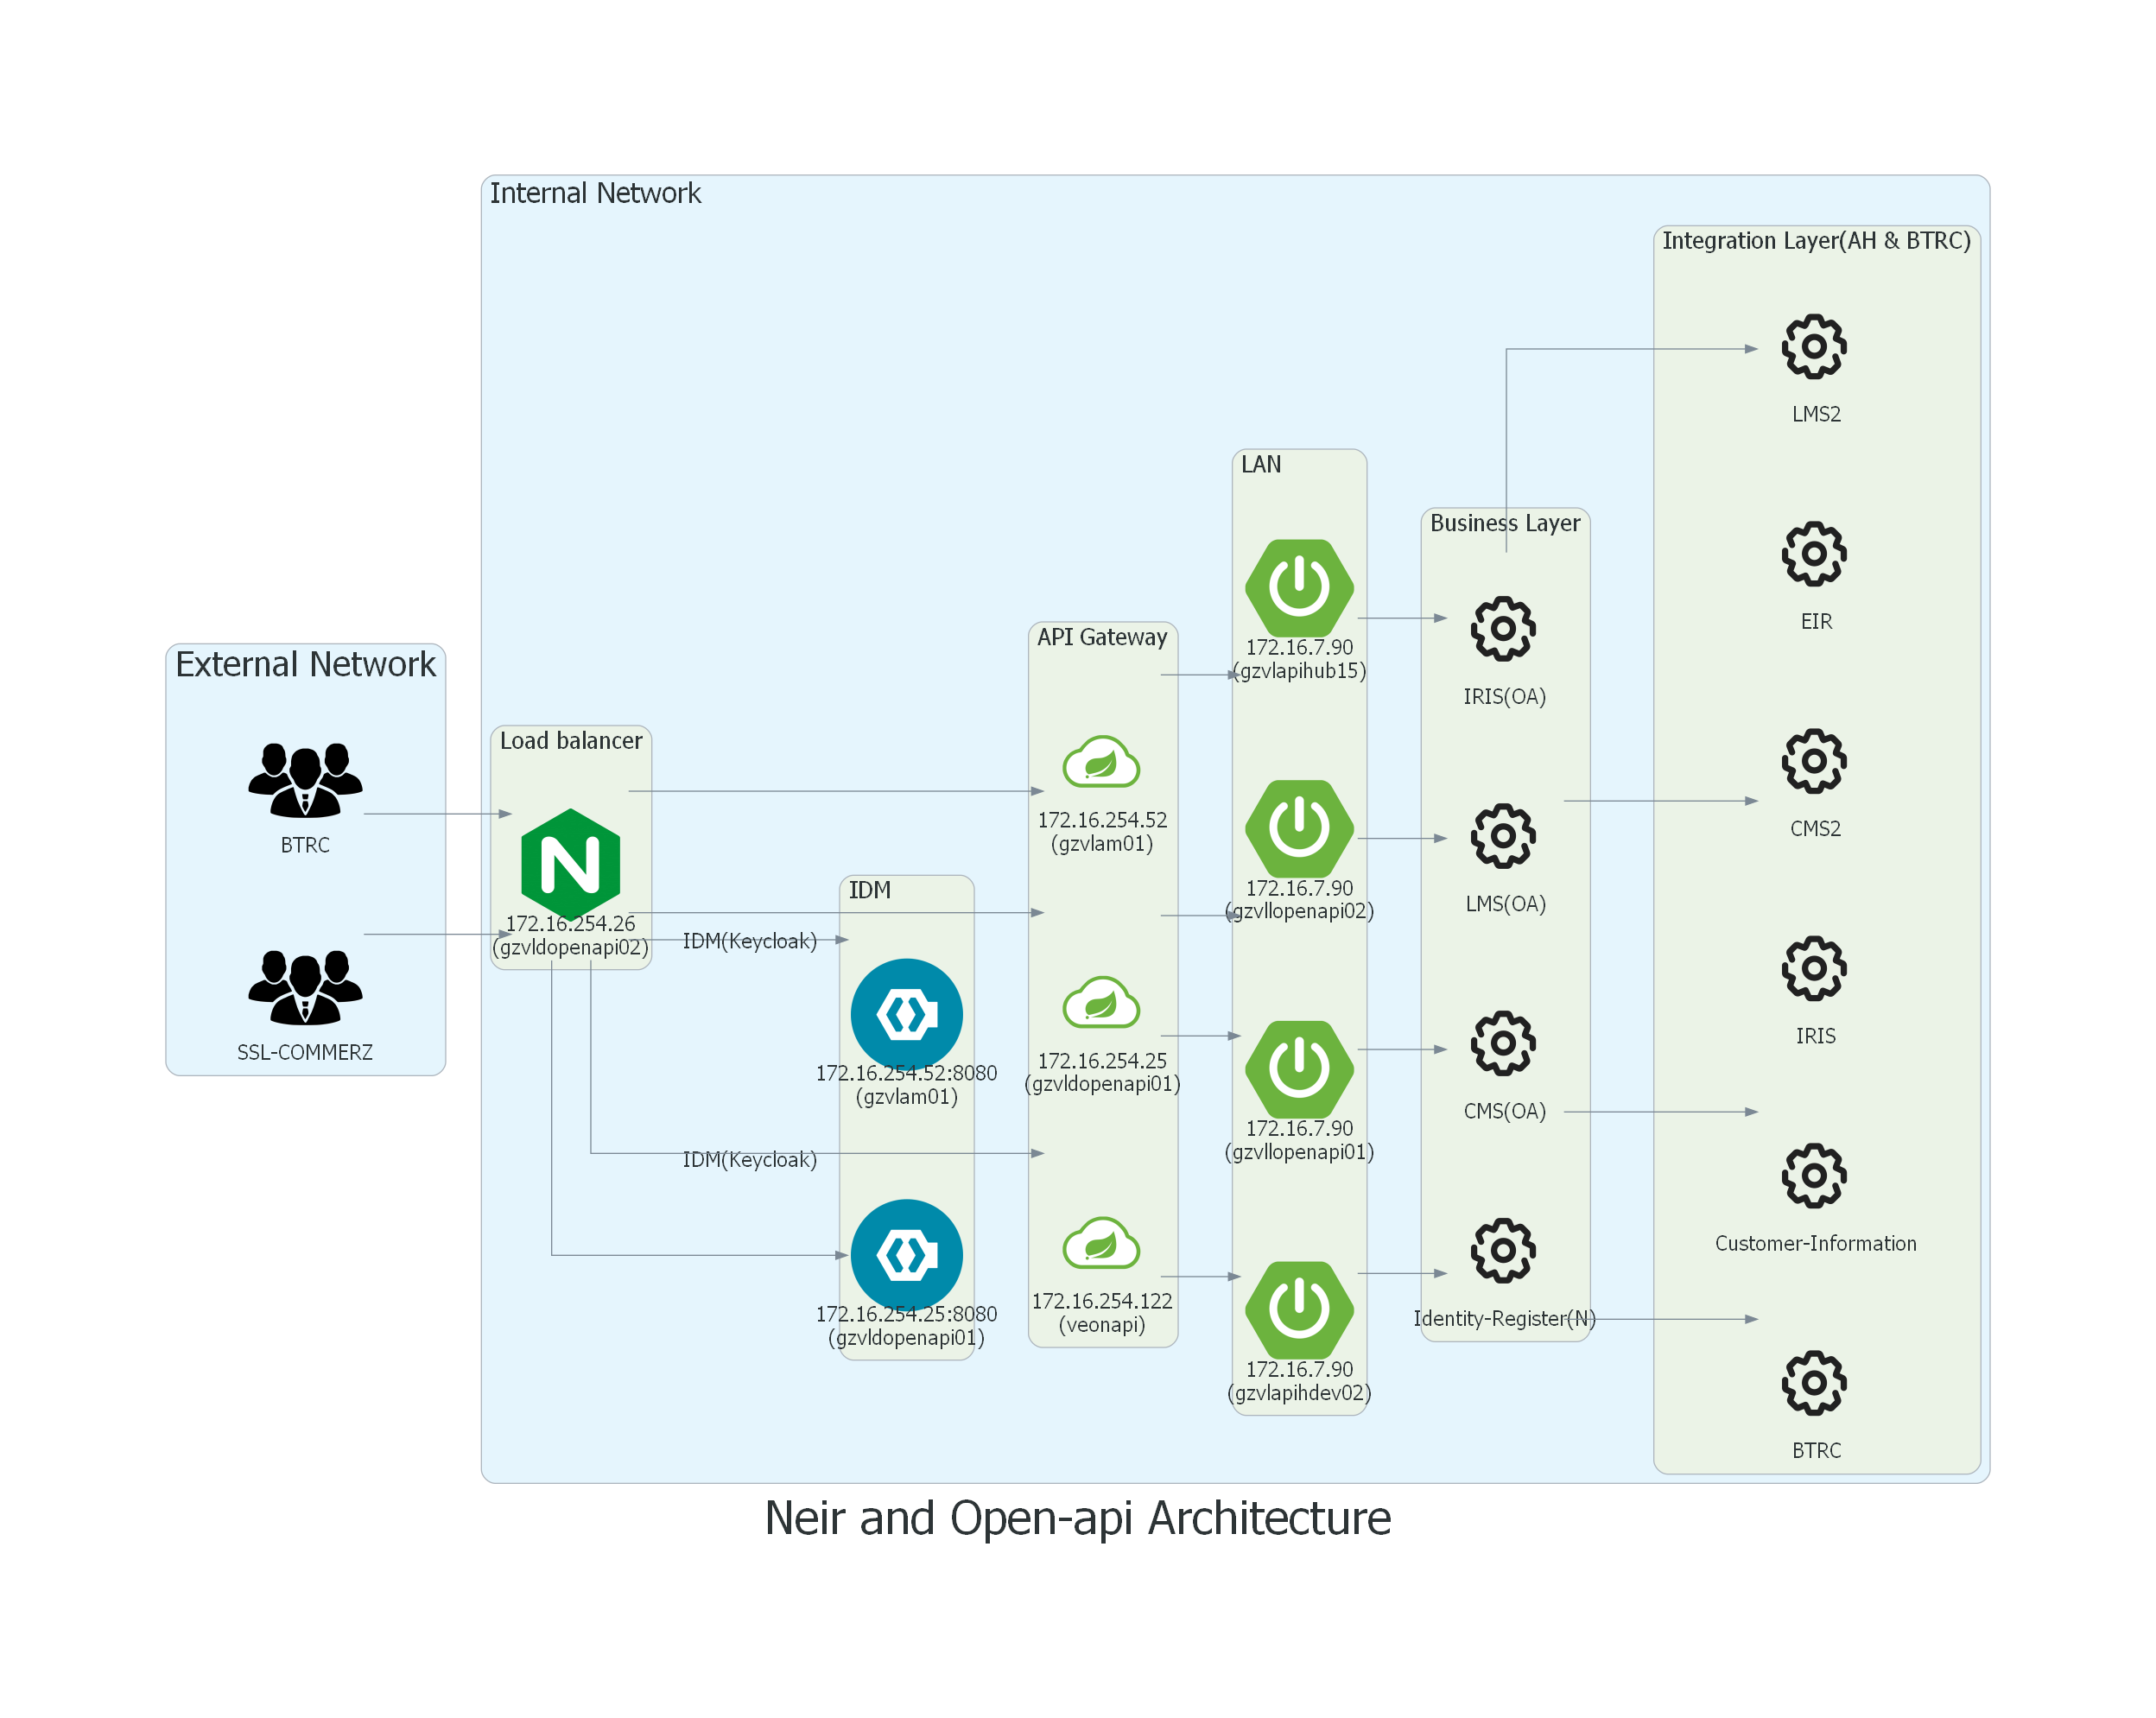 Internal Network
Integration Layer(AH & BTRC)
LMS2
EIR
CMS2
IRIS
Customer-Information
BTRC
LAN
172.16.7.90
(gzvlapihub15)
172.16.7.90
(gzvllopenapi02)
172.16.7.90
(gzvllopenapi01)
172.16.7.90
(gzvlapihdev02)
Business Layer
IRIS(OA)
LMS(OA)
CMS(OA)
Identity-Register(N)
API Gateway
172.16.254.52
(gzvlam01)
172.16.254.25
(gzvldopenapi01)
172.16.254.122
(veonapi)
External Network
BTRC
SSL-COMMERZ
Load balancer
172.16.254.26
(gzvldopenapi02)
IDM(Keycloak)
IDM(Keycloak)
IDM
172.16.254.52:8080
(gzvlam01)
172.16.254.25:8080
(gzvldopenapi01)
Neir and Open-api Architecture